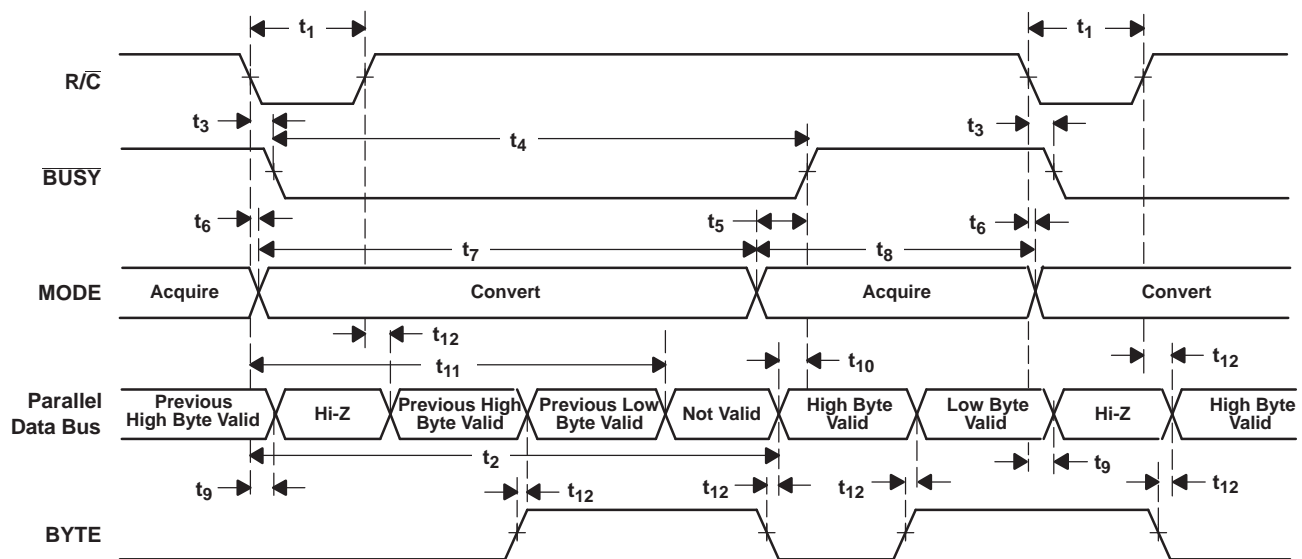 t₁ t₁
R/C̅
t₃ t₄ t₃
B̅U̅S̅Y̅
t₆ t₅ t₆
t₇ t₈
MODE Acquire Convert Acquire Convert
t₁₂ t₁₀ t₁₂
t₁₁
Parallel Data Bus
Previous High Byte Valid
Hi-Z
Previous High Byte Valid
Previous Low Byte Valid
Not Valid
High Byte Valid
Low Byte Valid
Hi-Z
High Byte Valid
t₂
t₉ t₁₂ t₁₂ t₁₂ t₉ t₁₂
BYTE